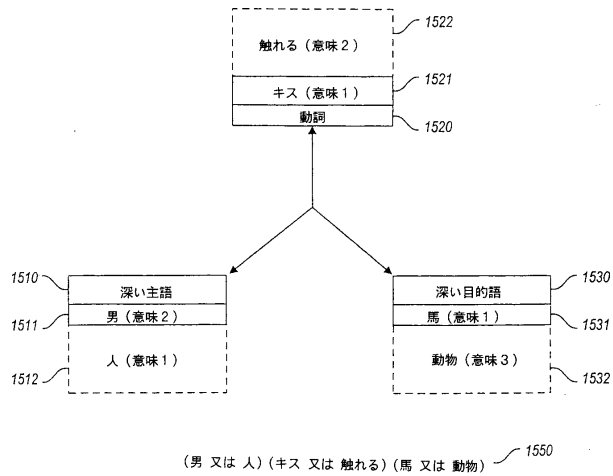 触れる(意味2)
1522
キス(意味1)
1521
動詞
1520
1510
深い主語
1511
男(意味2)
1512
人(意味1)
深い目的語
1530
馬(意味1)
1531
動物(意味3)
1532
(男 又は 人)(キス 又は 触れる)(馬 又は 動物)
1550